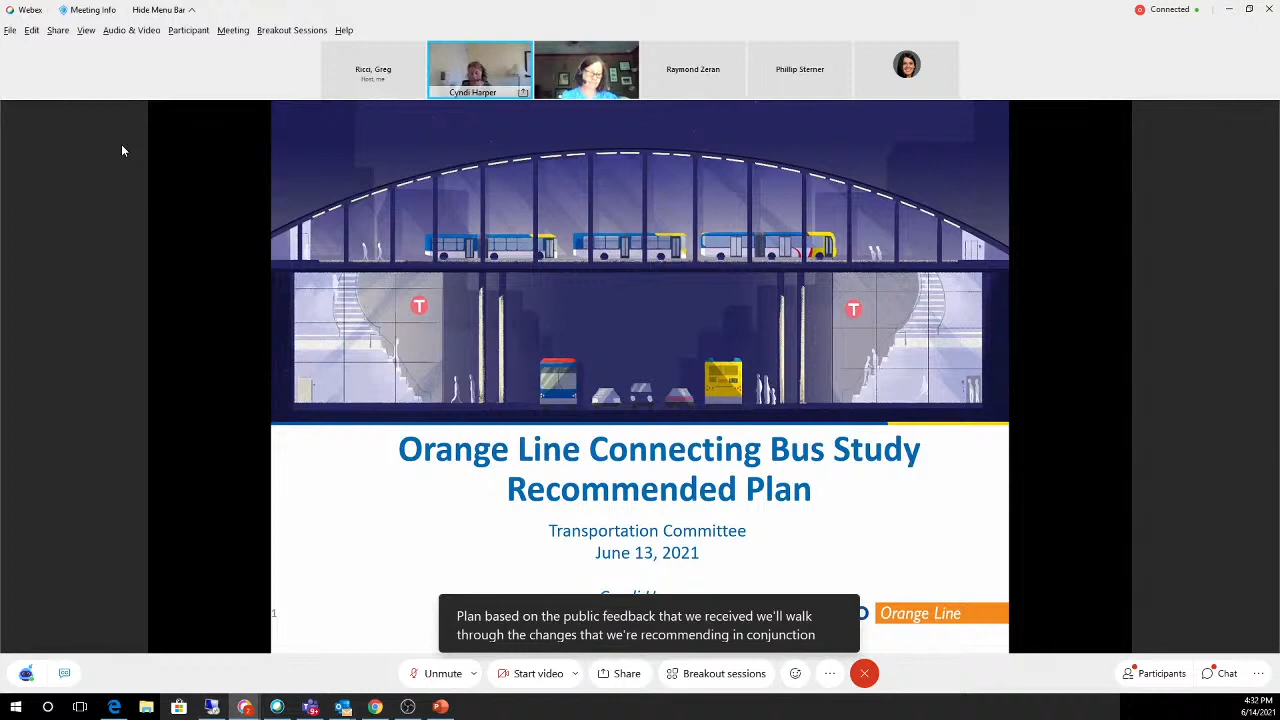 Webex
Meeting Info
Hide Menu Bar
Connected
File Edit Share View Audio & Video Participant Meeting Breakout Sessions Help
Ricci, Greg
Host, me
Cyndi Harper
Raymond Zeran
Phillip Sterner
T
T
Orange Line Connecting Bus Study
Recommended Plan
Transportation Committee
June 13, 2021
1
Orange Line
Plan based on the public feedback that we received we'll walk
through the changes that we're recommending in conjunction
Unmute
Start video
Share
Breakout sessions
Participants
Chat
4:32 PM
6/14/2021